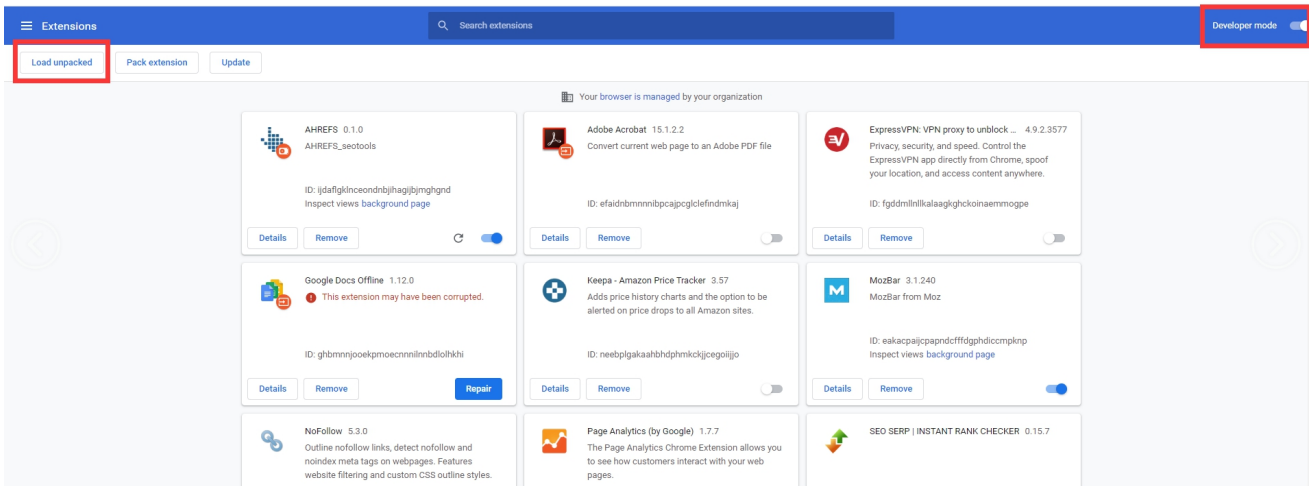 Extensions
Search extensions
Developer mode
Load unpacked
Pack extension
Update
Your browser is managed by your organization
AHREFS 0.1.0
AHREFS_seotools
ID: ijdaflgklnceondnbjihagijbjmghgnd
Inspect views background page
Details
Remove
Adobe Acrobat 15.1.2.2
Convert current web page to an Adobe PDF file
ID: efaidnbmnnnibpcajpcglclefindmkaj
Details
Remove
ExpressVPN: VPN proxy to unblock ... 4.9.2.3577
Privacy, security, and speed. Control the
ExpressVPN app directly from Chrome, spoof
your location, and access content anywhere.
ID: fgddmllnllkalaagkghckoinaemmogpe
Details
Remove
Google Docs Offline 1.12.0
This extension may have been corrupted.
ID: ghbmnnjooekpmoecnnnilnnbdlolhkhi
Details
Remove
Repair
Keepa - Amazon Price Tracker 3.57
Adds price history charts and the option to be
alerted on price drops to all Amazon sites.
ID: neebplgakaahbhdphmkckjjcegoiijjo
Details
Remove
MozBar 3.1.240
MozBar from Moz
ID: eakacpaijcpapndcfffdgphdiccmpknp
Inspect views background page
Details
Remove
NoFollow 5.3.0
Outline nofollow links, detect nofollow and
noindex meta tags on webpages. Features
website filtering and custom CSS outline styles.
Page Analytics (by Google) 1.7.7
The Page Analytics Chrome Extension allows you
to see how customers interact with your web
pages.
SEO SERP | INSTANT RANK CHECKER 0.15.7